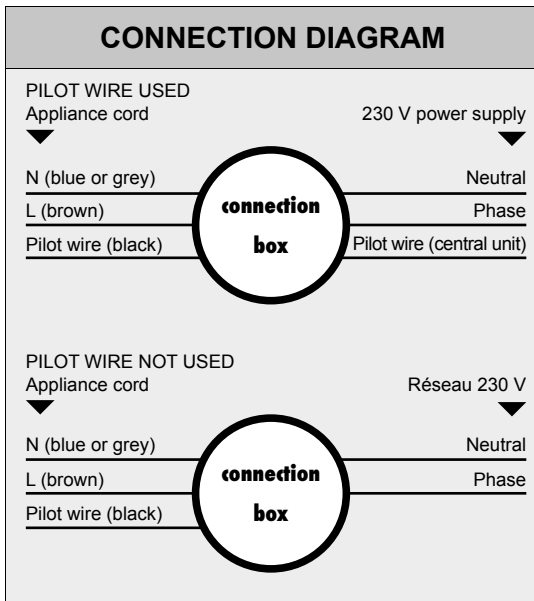 CONNECTION DIAGRAM
PILOT WIRE USED
Appliance cord
230 V power supply
N (blue or grey)
L (brown)
Pilot wire (black)
connection
box
Neutral
Phase
Pilot wire (central unit)
PILOT WIRE NOT USED
Appliance cord
Réseau 230 V
N (blue or grey)
L (brown)
Pilot wire (black)
connection
box
Neutral
Phase